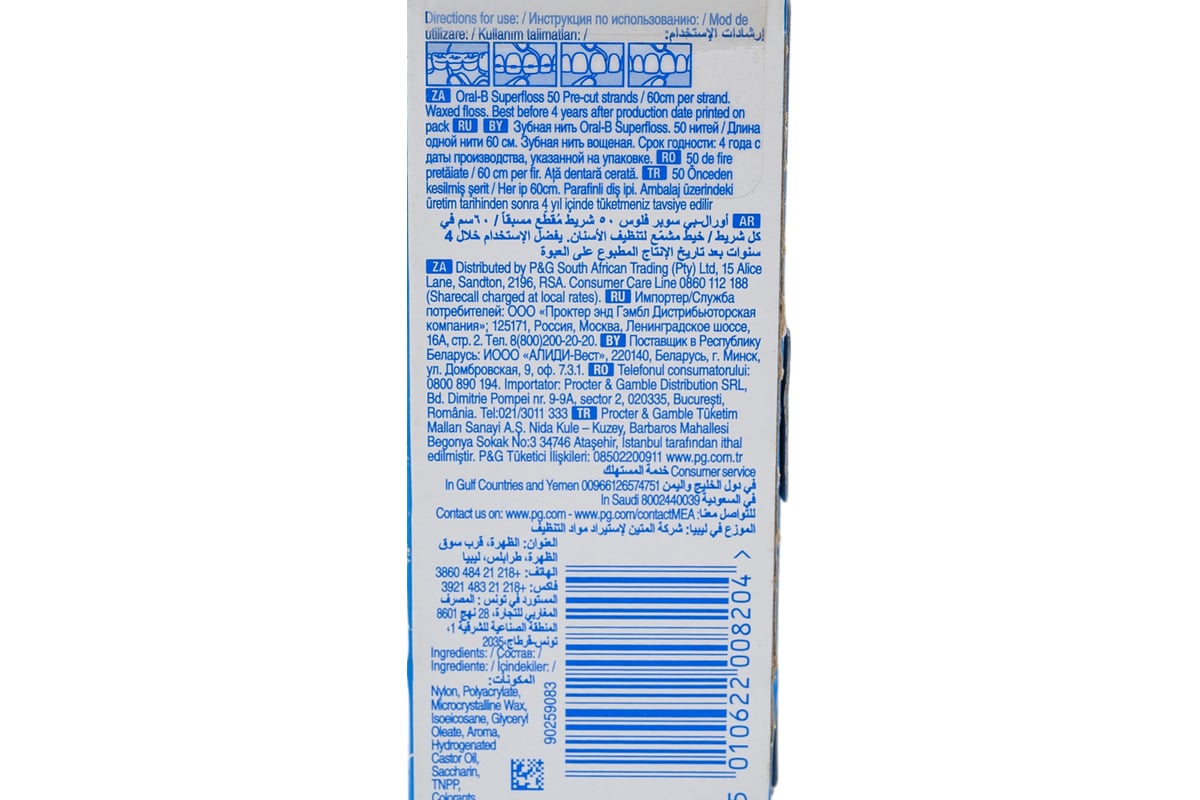 Directions for use: / Инструкция по использованию: / Mod de
utilizare: / Kullanım talimatları: / إرشادات الإستخدام:
ZA Oral-B Superfloss 50 Pre-cut strands / 60cm per strand.
Waxed floss. Best before 4 years after production date printed on
pack RU BY Зубная нить Oral-B Superfloss. 50 нитей / Длина
одной нити 60 см. Зубная нить вощеная. Срок годности: 4 года с
даты производства, указанной на упаковке. RO 50 de fire
pretăiate / 60 cm per fir. Aţă dentară cerată. TR 50 Önceden
kesilmiş şerit / Her ip 60cm. Parafinli diş ipi. Ambalaj üzerindeki
üretim tarihinden sonra 4 yıl içinde tüketmeniz tavsiye edilir
AR أورال-بي سوبر فلوس ٥٠ شريط مُقطّع مسبقاً / ٦٠سم في
كل شريط / خيط مشمّع لتنظيف الأسنان. يفضل الإستخدام خلال 4
سنوات بعد تاريخ الإنتاج المطبوع على العبوة
ZA Distributed by P&G South African Trading (Pty) Ltd, 15 Alice
Lane, Sandton, 2196, RSA. Consumer Care Line 0860 112 188
(Sharecall charged at local rates). RU Импортер/Служба
потребителей: ООО «Проктер энд Гэмбл Дистрибьюторская
компания»; 125171, Россия, Москва, Ленинградское шоссе,
16А, стр. 2. Тел. 8(800)200-20-20. BY Поставщик в Республику
Беларусь: ИООО «АЛИДИ-Вест», 220140, Беларусь, г. Минск,
ул. Домбровская, 9, оф. 7.3.1. RO Telefonul consumatorului:
0800 890 194. Importator: Procter & Gamble Distribution SRL,
Bd. Dimitrie Pompei nr. 9-9A, sector 2, 020335, Bucureşti,
România. Tel:021/3011 333 TR Procter & Gamble Tüketim
Malları Sanayi A.Ş. Nida Kule – Kuzey, Barbaros Mahallesi
Begonya Sokak No:3 34746 Ataşehir, İstanbul tarafından ithal
edilmiştir. P&G Tüketici İlişkileri: 08502200911 www.pg.com.tr
Consumer service خدمة المستهلك
In Gulf Countries and Yemen 00966126574751 في دول الخليج واليمن
In Saudi 8002440039 في السعودية
Contact us on: www.pg.com - www.pg.com/contactMEA :للتواصل معنا
الموزع في ليبيا: شركة المتين لإستيراد مواد التنظيف
العنوان: الظهرة، قرب سوق
الظهرة، طرابلس، ليبيا
الهاتف: +218 21 484 3860
فاكس: +218 21 483 3921
المستورد في تونس : المصرف
المغاربي للتجارة، 28 نهج 8601
المنطقة الصناعية للشرقية 1،
تونس-قرطاج-2035
Ingredients: / Состав: /
Ingrediente: / İçindekiler: /
المكونات:
Nylon, Polyacrylate,
Microcrystalline Wax,
Isoeicosane, Glyceryl
Oleate, Aroma,
Hydrogenated
Castor Oil,
Saccharin,
TNPP,
Colorants
90259083
5 010622 008204 >